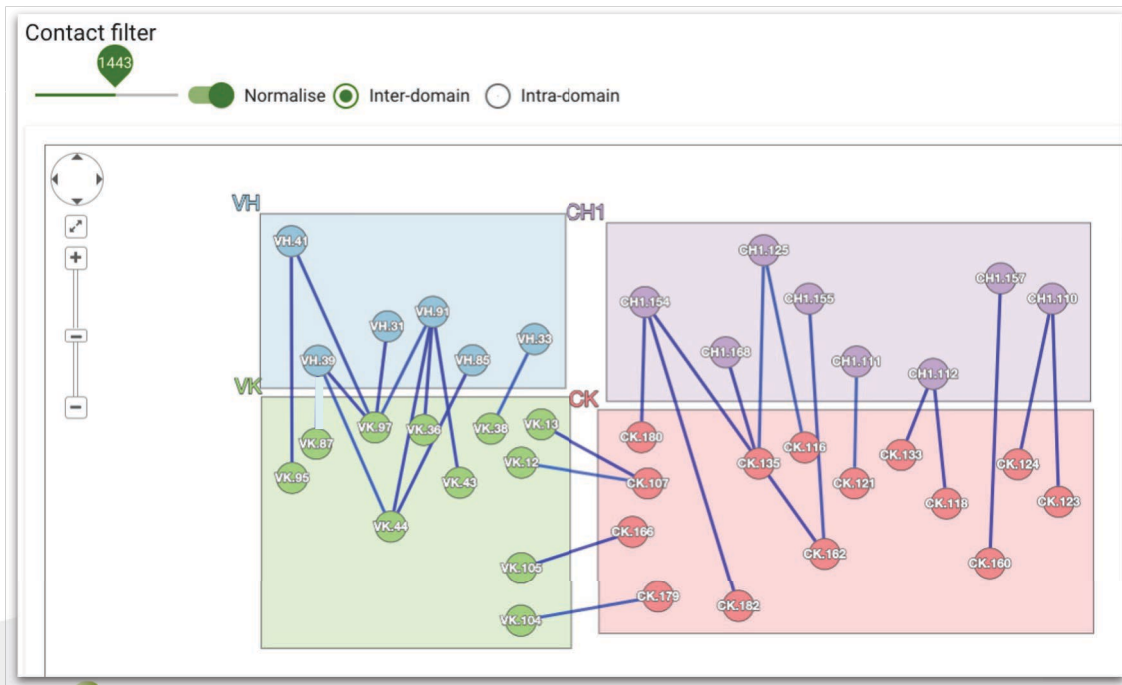 Contact filter
1443
Normalise Inter-domain Intra-domain
VH
CH1
VH.41
CH1.125
CH1.157
CH1.154
CH1.155
CH1.110
VH.31
VH.91
VH.33
CH1.168
VH.39
VH.85
CH1.111
CH1.112
VK
CK
VK.87
VK.97
VK.36
VK.38
VK.13
CK.180
CK.135
CK.116
CK.133
CK.124
VK.95
VK.43
VK.12
CK.107
CK.121
CK.118
CK.123
VK.44
CK.166
CK.162
CK.160
VK.105
VK.104
CK.179
CK.182